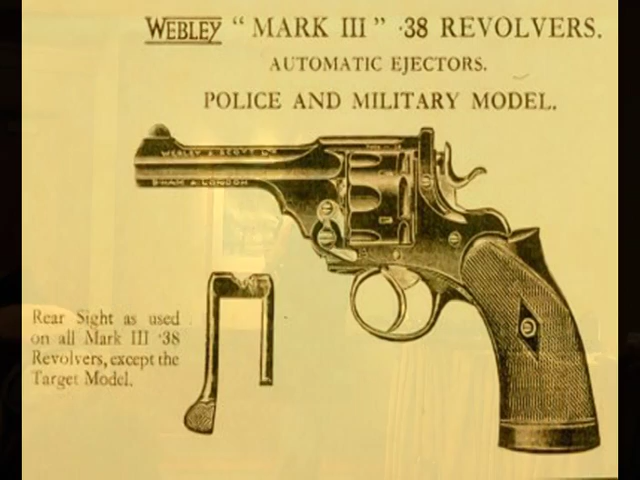 WEBLEY "MARK III" ·38 REVOLVERS.
AUTOMATIC EJECTORS.
POLICE AND MILITARY MODEL.
WEBLEY & SCOTT LTD
B'HAM & LONDON
Rear Sight as used
on all Mark III ·38
Revolvers, except the
Target Model.